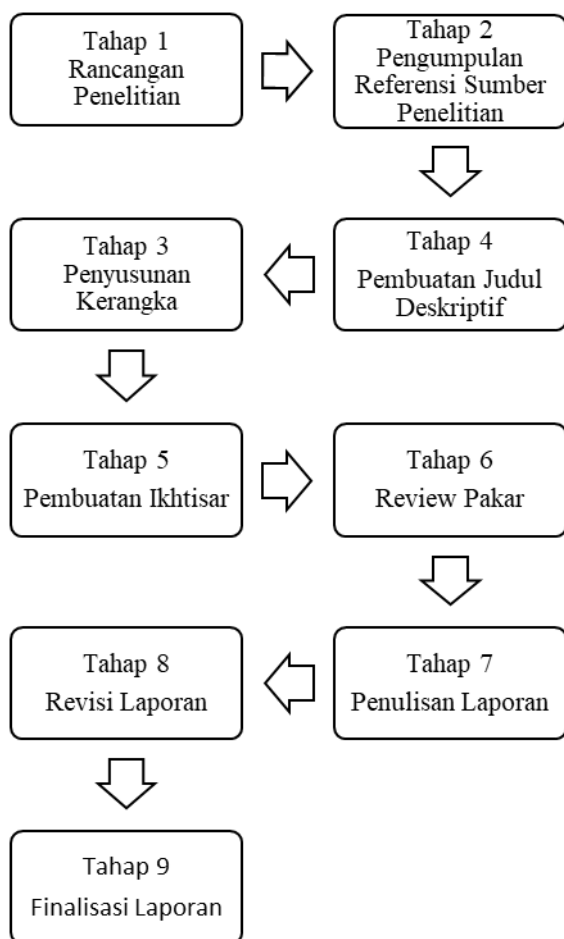 Tahap 1
Rancangan
Penelitian
Tahap 2
Pengumpulan
Referensi Sumber
Penelitian
Tahap 3
Penyusunan
Kerangka
Tahap 4
Pembuatan Judul
Deskriptif
Tahap 5
Pembuatan Ikhtisar
Tahap 6
Review Pakar
Tahap 8
Revisi Laporan
Tahap 7
Penulisan Laporan
Tahap 9
Finalisasi Laporan